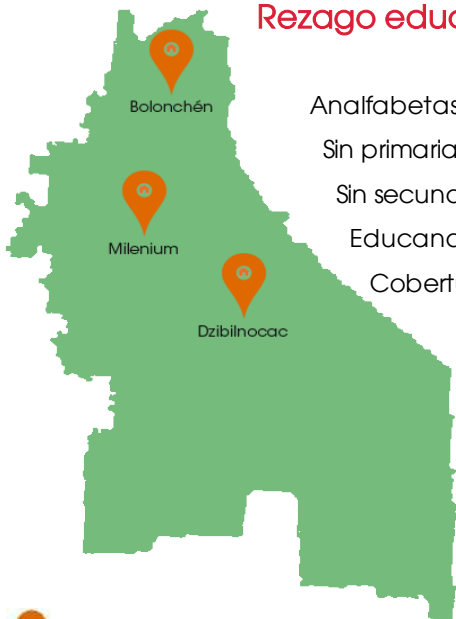 Rezago educ
Bolonchén
Analfabetas
Sin primaria
Sin secund
Milenium
Educand
Cobert
Dzibilnocac